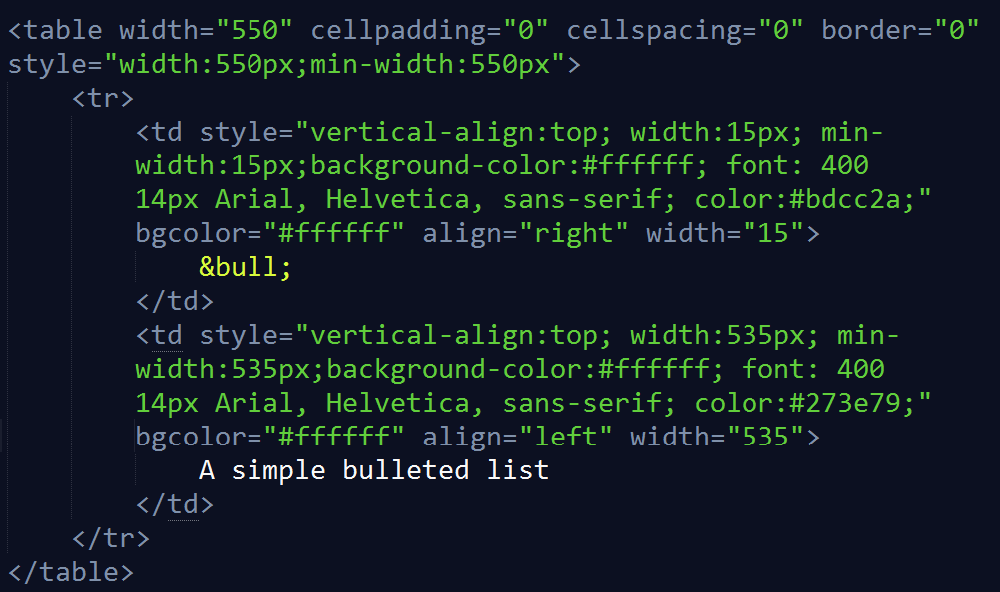 <table width="550" cellpadding="0" cellspacing="0" border="0"
style="width:550px;min-width:550px">
<tr>
<td style="vertical-align:top; width:15px; min-
width:15px;background-color:#ffffff; font: 400
14px Arial, Helvetica, sans-serif; color:#bdcc2a;"
bgcolor="#ffffff" align="right" width="15">
&bull;
</td>
<td style="vertical-align:top; width:535px; min-
width:535px;background-color:#ffffff; font: 400
14px Arial, Helvetica, sans-serif; color:#273e79;"
bgcolor="#ffffff" align="left" width="535">
A simple bulleted list
</td>
</tr>
</table>